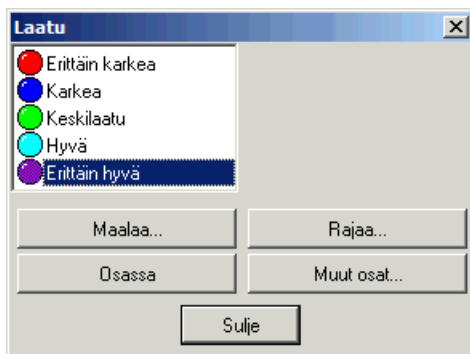 Laatu
Erittäin karkea
Karkea
Keskilaatu
Hyvä
Erittäin hyvä
Maalaa...
Rajaa...
Osassa
Muut osat...
Sulje